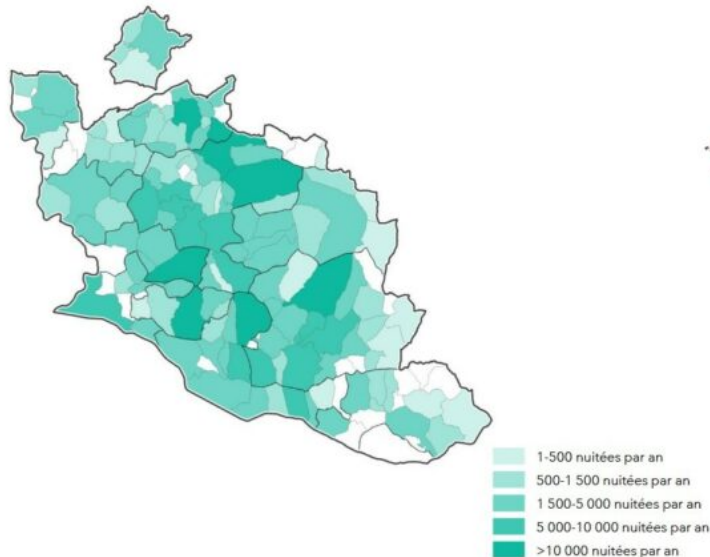 1-500 nuitées par an
500-1 500 nuitées par an
1 500-5 000 nuitées par an
5 000-10 000 nuitées par an
>10 000 nuitées par an